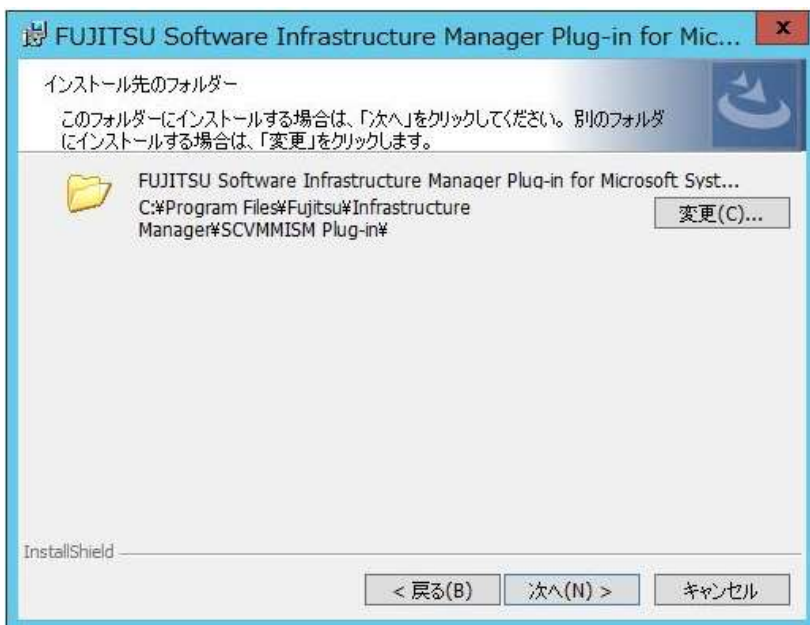 FUJITSU Software Infrastructure Manager Plug-in for Mic...
x
インストール先のフォルダー
このフォルダーにインストールする場合は、「次へ」をクリックしてください。別のフォルダ
にインストールする場合は、「変更」をクリックします。
FUJITSU Software Infrastructure Manager Plug-in for Microsoft Syst...
C:¥Program Files¥Fujitsu¥Infrastructure
Manager¥SCVMMISM Plug-in¥
変更(C)...
InstallShield
< 戻る(B)
次へ(N) >
キャンセル